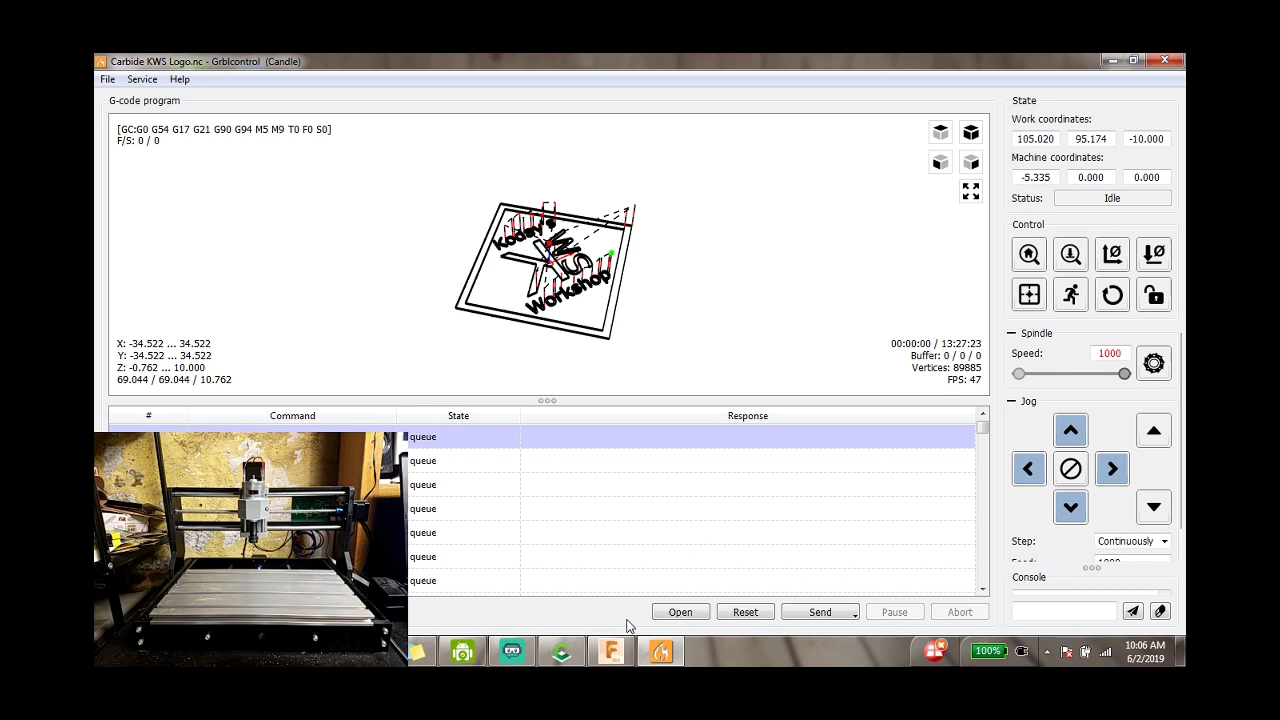 Carbide KWS Logo.nc - Grblcontrol (Candle)
File Service Help
G-code program
[GC:G0 G54 G17 G21 G90 G94 M5 M9 T0 F0 S0]
F/S: 0 / 0
Koday's
KWS
Workshop
X: -34.522 ... 34.522
Y: -34.522 ... 34.522
Z: -0.762 ... 10.000
69.044 / 69.044 / 10.762
00:00:00 / 13:27:23
Buffer: 0 / 0 / 0
Vertices: 89885
FPS: 47
# Command State Response
queue
queue
queue
queue
queue
queue
queue
Open Reset Send Pause Abort
State
Work coordinates:
105.020 95.174 -10.000
Machine coordinates:
-5.335 0.000 0.000
Status: Idle
Control
Spindle
Speed: 1000
Jog
Step: Continuously
Console
100%
10:06 AM
6/2/2019